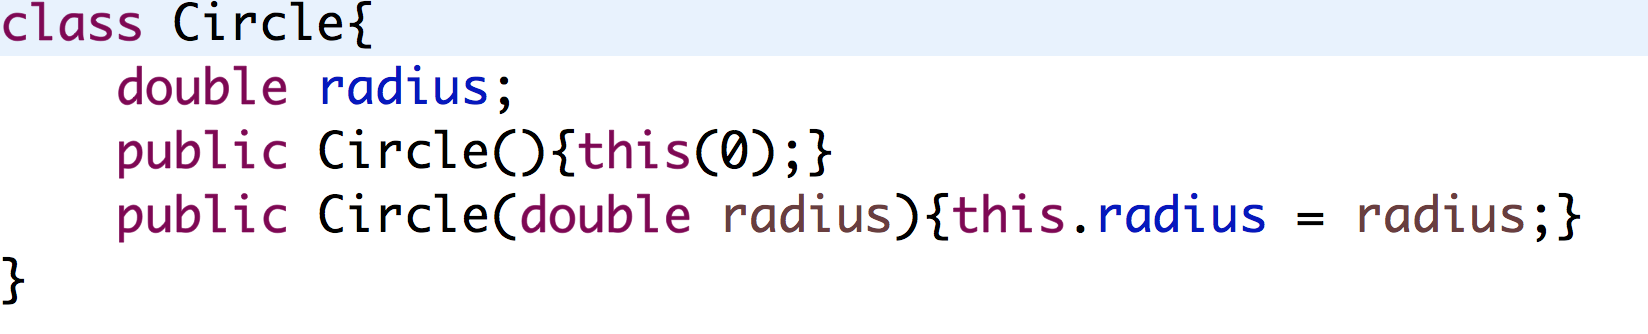 class Circle{
    double radius;
    public Circle(){this(0);}
    public Circle(double radius){this.radius = radius;}
}